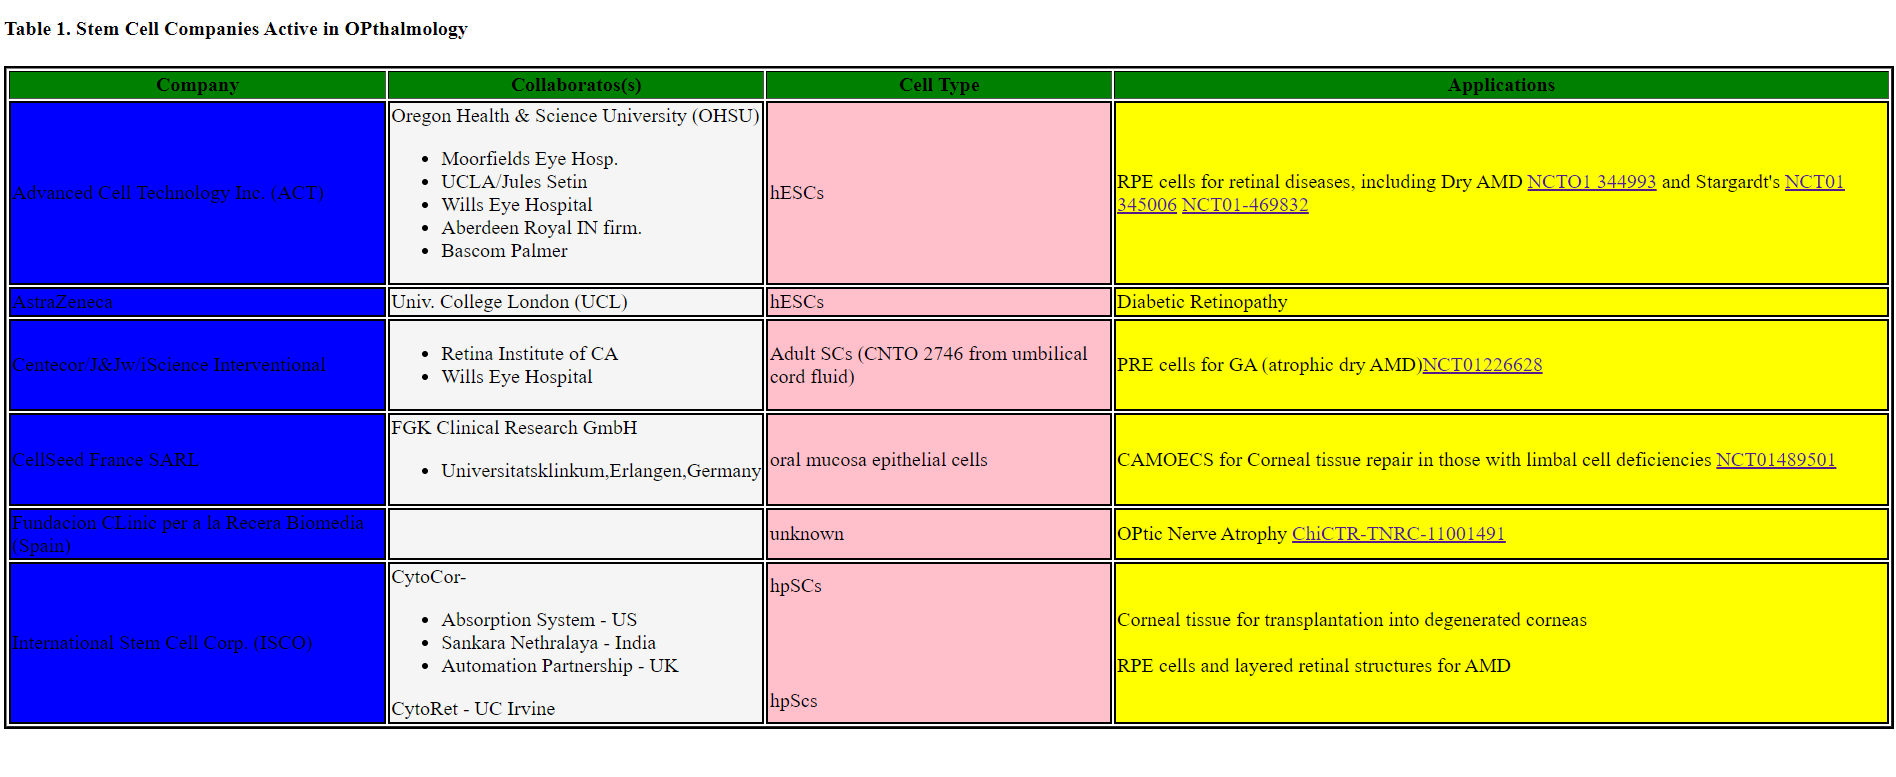 Table 1. Stem Cell Companies Active in OPthalmology
Company
Collaboratos(s)
Cell Type
Applications
Advanced Cell Technology Inc. (ACT)
Oregon Health & Science University (OHSU)
• Moorfields Eye Hosp.
• UCLA/Jules Setin
• Wills Eye Hospital
• Aberdeen Royal IN firm.
• Bascom Palmer
hESCs
RPE cells for retinal diseases, including Dry AMD NCTO1 344993 and Stargardt's NCT01
345006 NCT01-469832
AstraZeneca
Univ. College London (UCL)
hESCs
Diabetic Retinopathy
Centecor/J&Jw/iScience Interventional
• Retina Institute of CA
• Wills Eye Hospital
Adult SCs (CNTO 2746 from umbilical
cord fluid)
PRE cells for GA (atrophic dry AMD)NCT01226628
CellSeed France SARL
FGK Clinical Research GmbH
• Universitatsklinkum,Erlangen,Germany
oral mucosa epithelial cells
CAMOECS for Corneal tissue repair in those with limbal cell deficiencies NCT01489501
Fundacion CLinic per a la Recera Biomedia
(Spain)
unknown
OPtic Nerve Atrophy ChiCTR-TNRC-11001491
International Stem Cell Corp. (ISCO)
CytoCor-
• Absorption System - US
• Sankara Nethralaya - India
• Automation Partnership - UK
CytoRet - UC Irvine
hpSCs
hpScs
Corneal tissue for transplantation into degenerated corneas
RPE cells and layered retinal structures for AMD